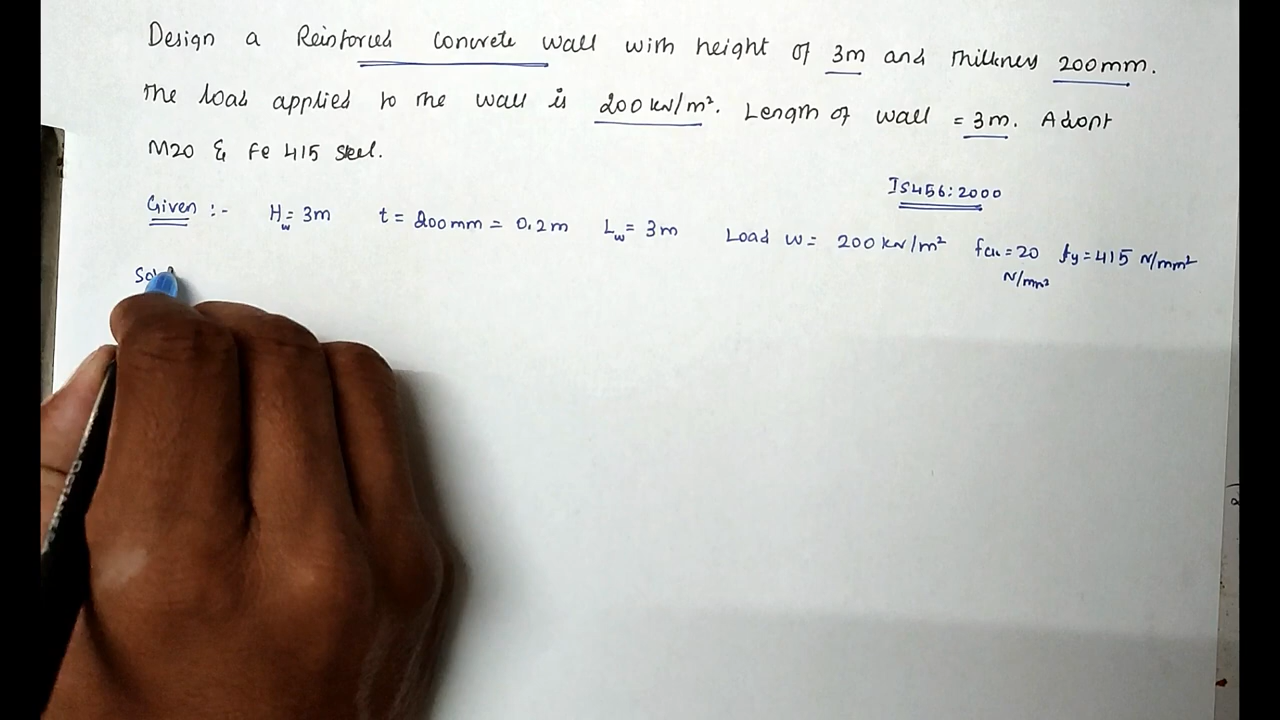 Design a Reinforced concrete wall with height of 3m and thickness 200mm.
The load applied to the wall is 200 kN/m². Length of wall = 3m. Adopt
M20 & Fe 415 steel.
IS456:2000
Given :- Hw = 3m t = 200mm = 0.2m Lw = 3m Load w = 200 kN/m² fck = 20 fy = 415 N/mm²
N/mm²